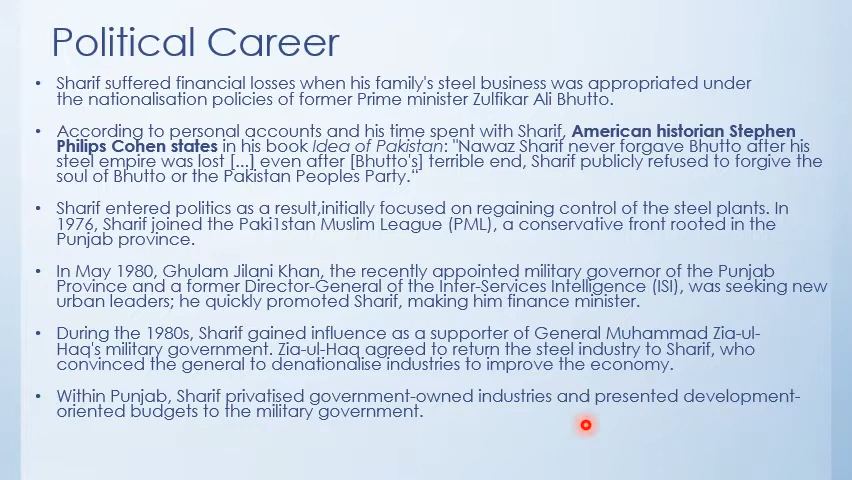 Political Career
• Sharif suffered financial losses when his family's steel business was appropriated under
the nationalisation policies of former Prime minister Zulfikar Ali Bhutto.
• According to personal accounts and his time spent with Sharif, American historian Stephen
Philips Cohen states in his book Idea of Pakistan: "Nawaz Sharif never forgave Bhutto after his
steel empire was lost [...] even after [Bhutto's] terrible end, Sharif publicly refused to forgive the
soul of Bhutto or the Pakistan Peoples Party.“
• Sharif entered politics as a result,initially focused on regaining control of the steel plants. In
1976, Sharif joined the Paki1stan Muslim League (PML), a conservative front rooted in the
Punjab province.
• In May 1980, Ghulam Jilani Khan, the recently appointed military governor of the Punjab
Province and a former Director-General of the Inter-Services Intelligence (ISI), was seeking new
urban leaders; he quickly promoted Sharif, making him finance minister.
• During the 1980s, Sharif gained influence as a supporter of General Muhammad Zia-ul-
Haq's military government. Zia-ul-Haq agreed to return the steel industry to Sharif, who
convinced the general to denationalise industries to improve the economy.
• Within Punjab, Sharif privatised government-owned industries and presented development-
oriented budgets to the military government.